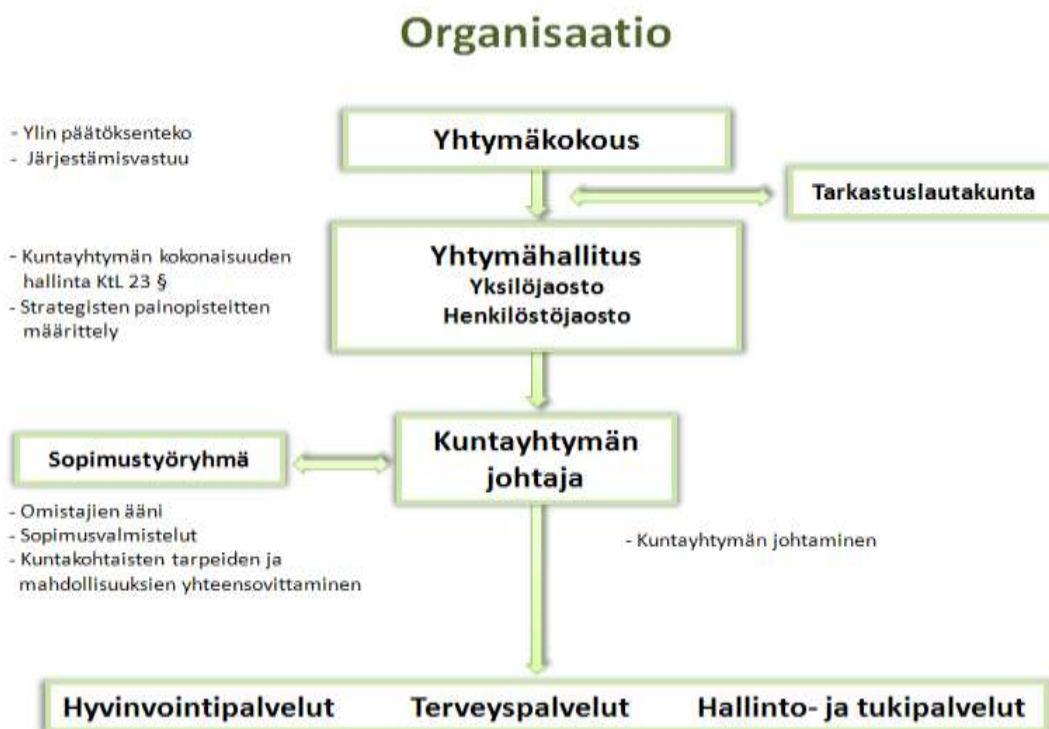 Organisaatio
- Ylin päätöksenteko
- Järjestämisvastuu
Yhtymäkokous
Tarkastuslautakunta
- Kuntayhtymän kokonaisuuden
hallinta KtL 23 §
- Strategisten painopisteitten
määrittely
Yhtymähallitus
Yksilöjaosto
Henkilöstöjaosto
Sopimustyöryhmä
Kuntayhtymän
johtaja
- Omistajien ääni
- Sopimusvalmistelut
- Kuntakohtaisten tarpeiden ja
mahdollisuuksien yhteensovittaminen
- Kuntayhtymän johtaminen
Hyvinvointipalvelut Terveyspalvelut Hallinto- ja tukipalvelut